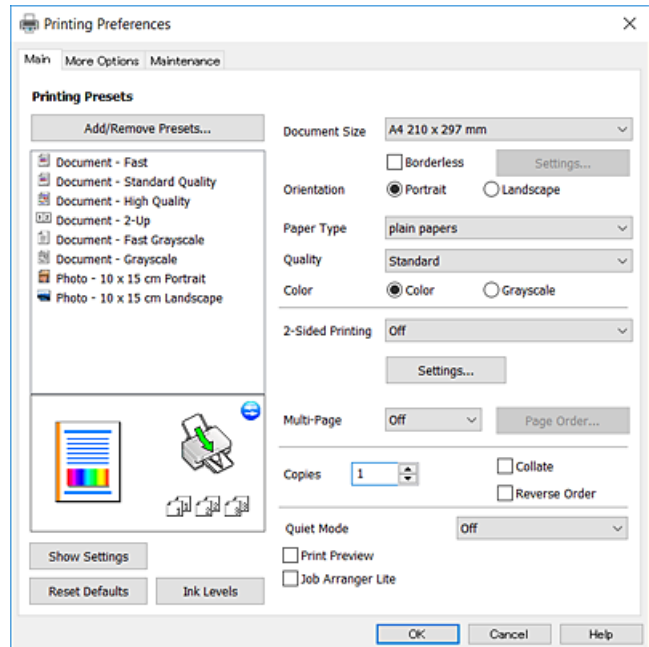 Printing Preferences
Main More Options Maintenance
Printing Presets
Add/Remove Presets...
Document - Fast
Document - Standard Quality
Document - High Quality
Document - 2-Up
Document - Fast Grayscale
Document - Grayscale
Photo - 10 x 15 cm Portrait
Photo - 10 x 15 cm Landscape
Show Settings
Reset Defaults Ink Levels
Document Size A4 210 x 297 mm
Borderless Settings...
Orientation Portrait Landscape
Paper Type plain papers
Quality Standard
Color Color Grayscale
2-Sided Printing Off
Settings...
Multi-Page Off Page Order...
Copies 1 Collate
Reverse Order
Quiet Mode Off
Print Preview
Job Arranger Lite
OK Cancel Help